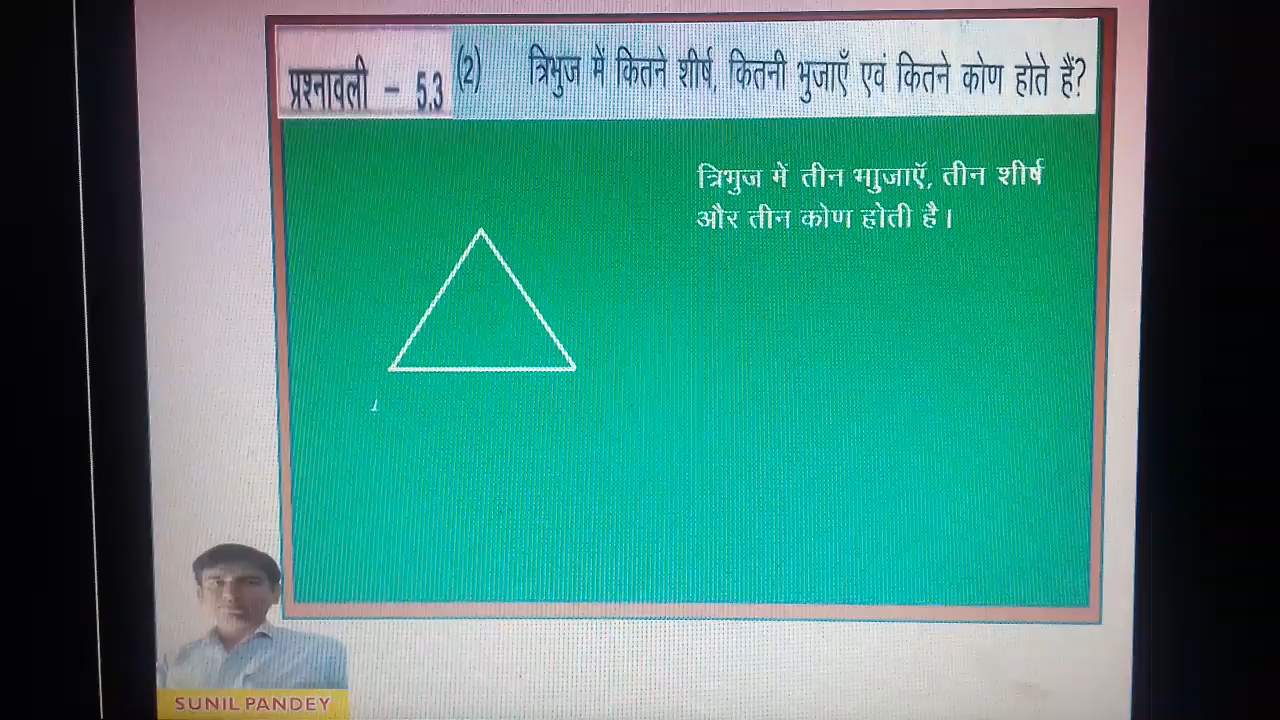 प्रश्नावली – 5.3 (2) त्रिभुज में कितने शीर्ष, कितनी भुजाएँ एवं कितने कोण होते हैं?
त्रिभुज में तीन भाुजाएॅ, तीन शीर्ष
और तीन कोण होती है।
SUNIL PANDEY